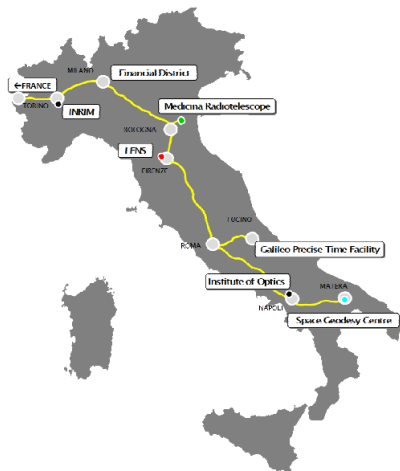 MILANO
Financial District
←FRANCE
TORINO
INRIM
Medicina Radiotelescope
BOLOGNA
LENS
FIRENZE
FUCINO
ROMA
Galileo Precise Time Facility
Institute of Optics
MATERA
NAPOLI
Space Geodesy Centre